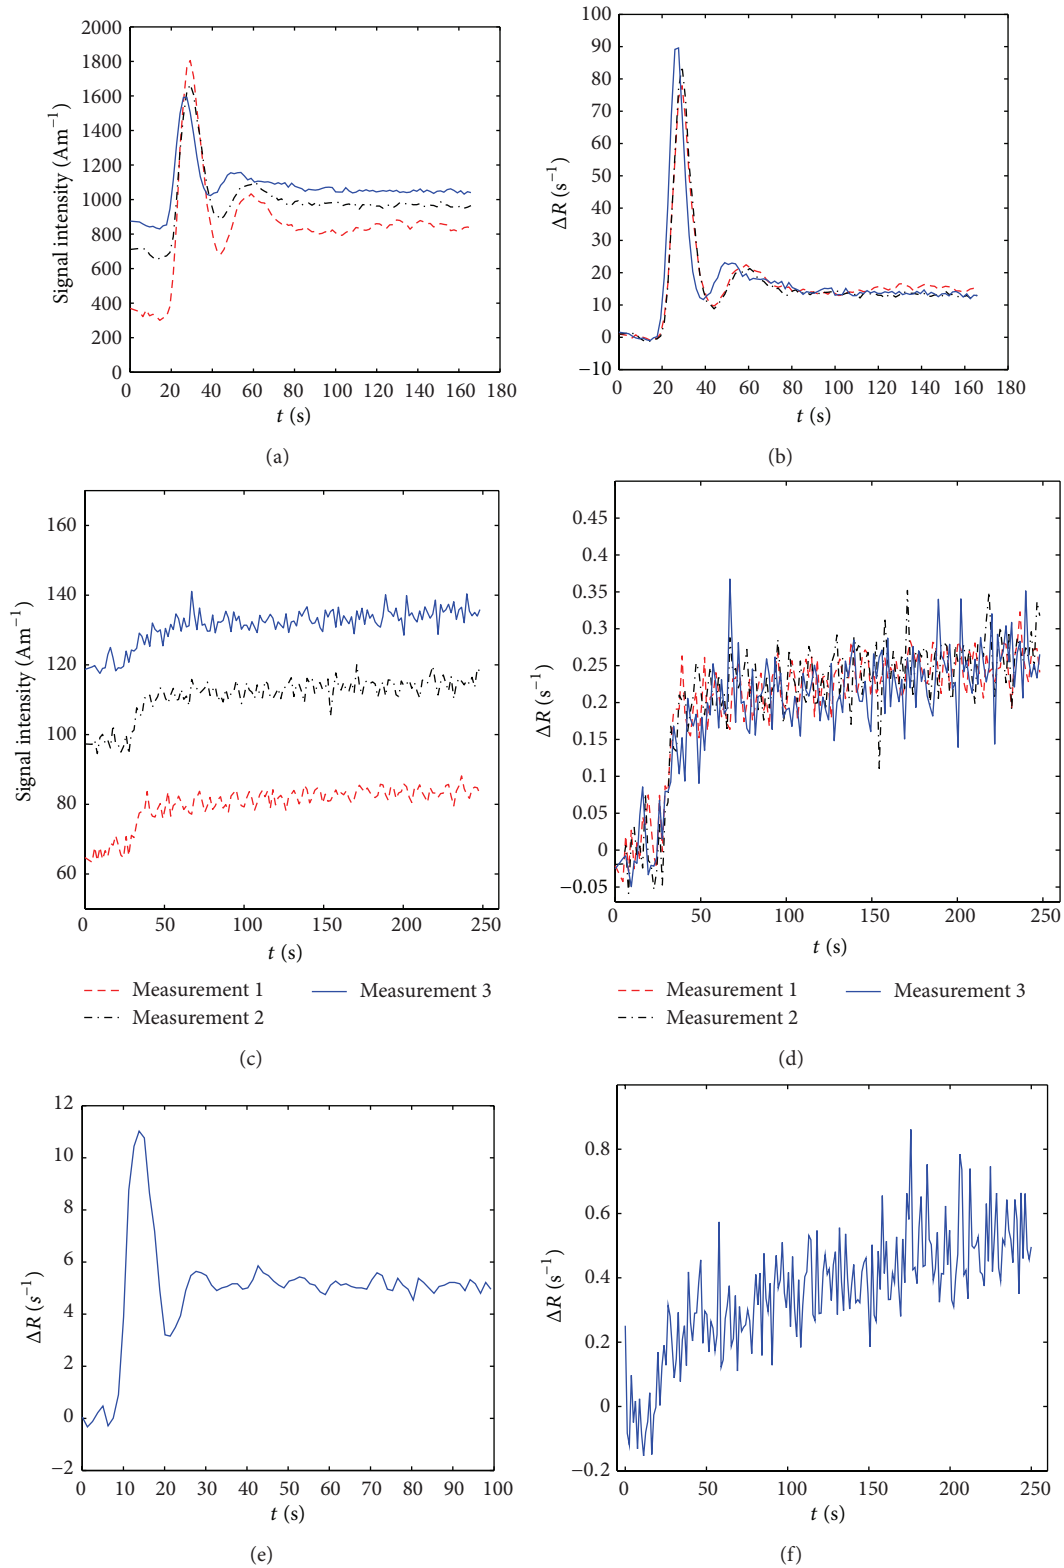 2000
1800
1600
1400
1200
1000
800
600
400
200
0
Signal intensity (Am⁻¹)
0 20 40 60 80 100 120 140 160 180
t (s)
(a)
100
90
80
70
60
50
40
30
20
10
0
−10
ΔR (s⁻¹)
0 20 40 60 80 100 120 140 160 180
t (s)
(b)
160
140
120
100
80
60
Signal intensity (Am⁻¹)
0 50 100 150 200 250
t (s)
Measurement 1
Measurement 2
Measurement 3
(c)
0.45
0.4
0.35
0.3
0.25
0.2
0.15
0.1
0.05
0
−0.05
ΔR (s⁻¹)
0 50 100 150 200 250
t (s)
Measurement 1
Measurement 2
Measurement 3
(d)
12
10
8
6
4
2
0
−2
ΔR (s⁻¹)
0 10 20 30 40 50 60 70 80 90 100
t (s)
(e)
0.8
0.6
0.4
0.2
0
−0.2
ΔR (s⁻¹)
0 50 100 150 200 250
t (s)
(f)